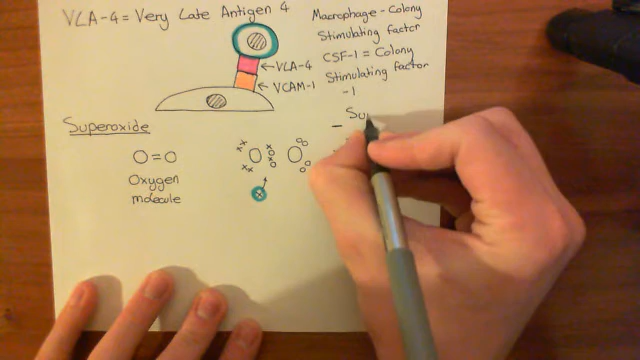 VLA-4 = Very Late Antigen 4
Macrophage - Colony
Stimulating factor
CSF-1 = Colony
Stimulating factor
-1
←VLA-4
←VCAM-1
Superoxide
O=O
Oxygen
molecule
Su